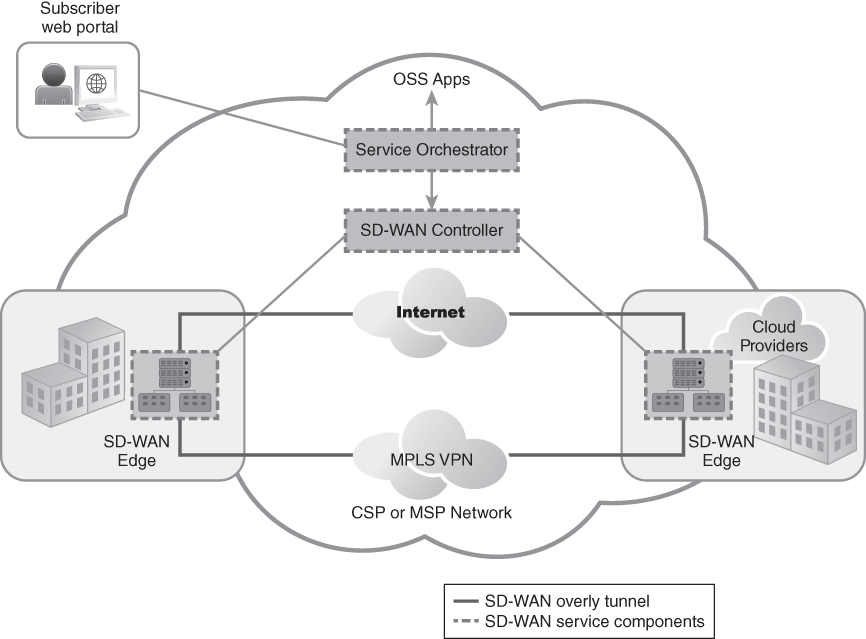 Subscriber
web portal
OSS Apps
Service Orchestrator
SD-WAN Controller
Internet
Cloud
Providers
SD-WAN
Edge
SD-WAN
Edge
MPLS VPN
CSP or MSP Network
SD-WAN overly tunnel
SD-WAN service components